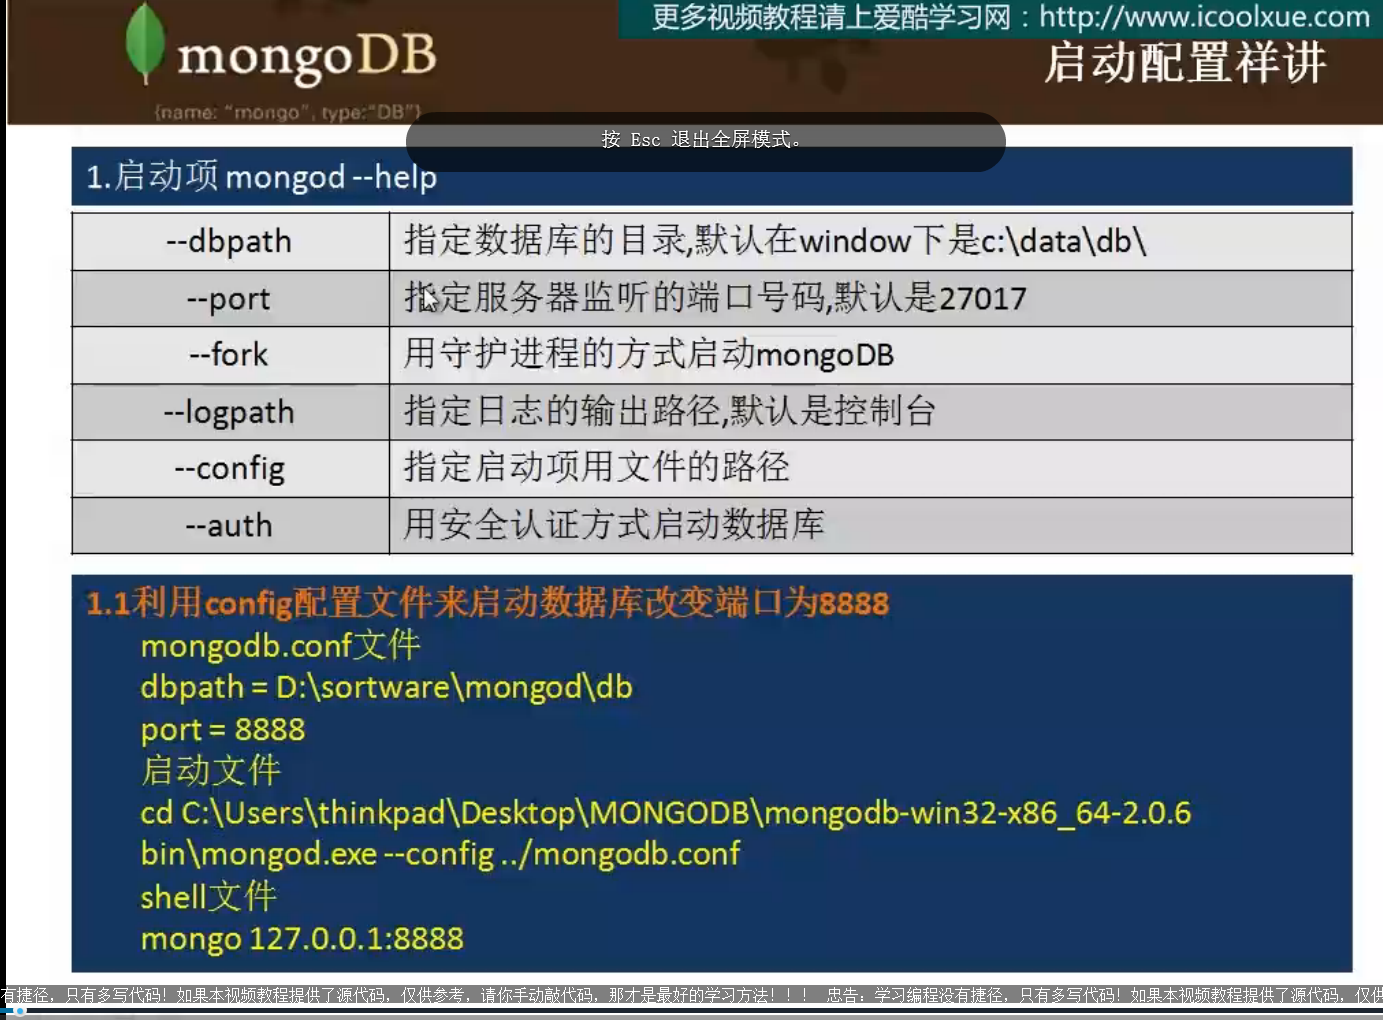 更多视频教程请上爱酷学习网：http://www.icoolxue.com
mongoDB
启动配置祥讲
{name: “mongo”, type:“DB”}
按 Esc 退出全屏模式。
1.启动项 mongod --help
--dbpath 指定数据库的目录,默认在window下是c:\data\db\
--port 指定服务器监听的端口号码,默认是27017
--fork 用守护进程的方式启动mongoDB
--logpath 指定日志的输出路径,默认是控制台
--config 指定启动项用文件的路径
--auth 用安全认证方式启动数据库
1.1利用config配置文件来启动数据库改变端口为8888
mongodb.conf文件
dbpath = D:\sortware\mongod\db
port = 8888
启动文件
cd C:\Users\thinkpad\Desktop\MONGODB\mongodb-win32-x86_64-2.0.6
bin\mongod.exe --config ../mongodb.conf
shell文件
mongo 127.0.0.1:8888
有捷径，只有多写代码！如果本视频教程提供了源代码，仅供参考，请你手动敲代码，那才是最好的学习方法！！！ 忠告：学习编程没有捷径，只有多写代码！如果本视频教程提供了源代码，仅供